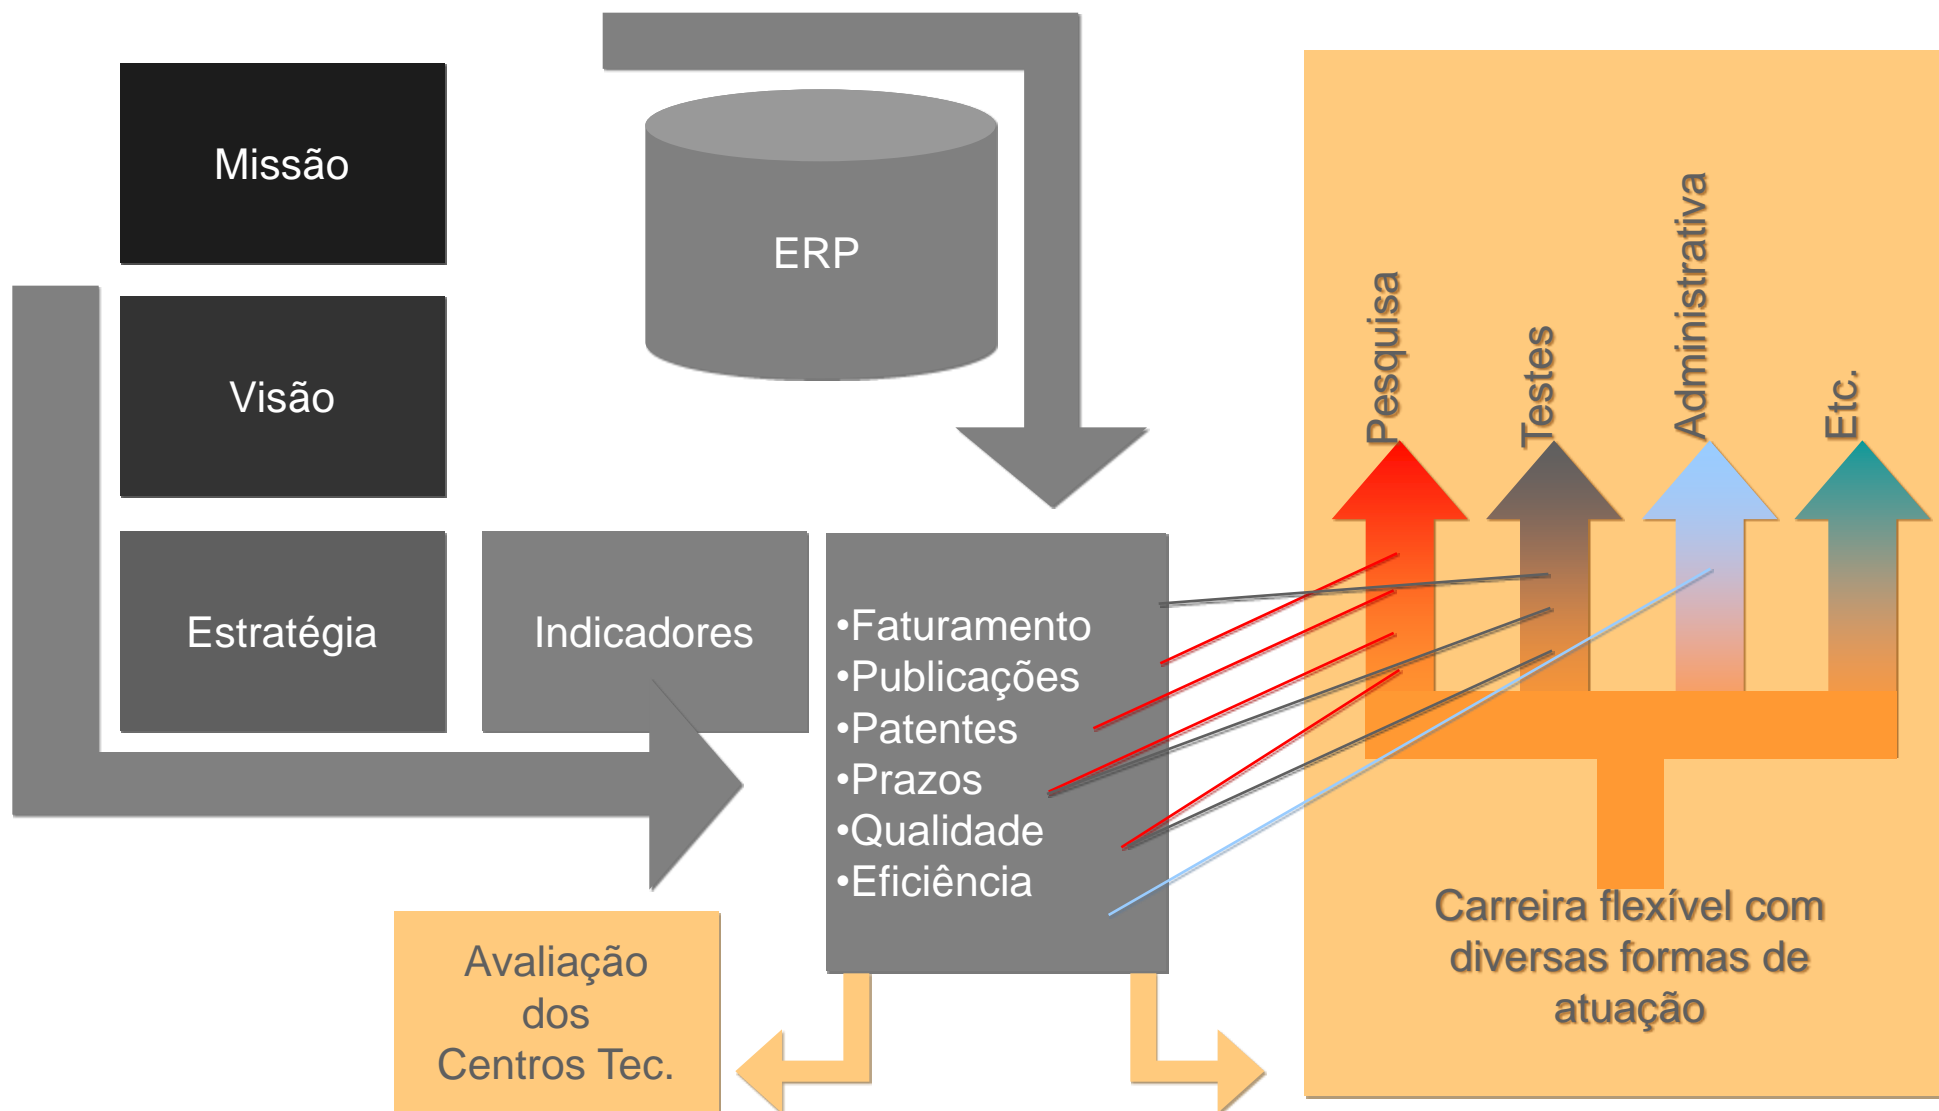 Missão
Visão
Estratégia
Indicadores
ERP
•Faturamento
•Publicações
•Patentes
•Prazos
•Qualidade
•Eficiência
Avaliação
dos
Centros Tec.
Pesquisa
Testes
Administrativa
Etc.
Carreira flexível com
diversas formas de
atuação